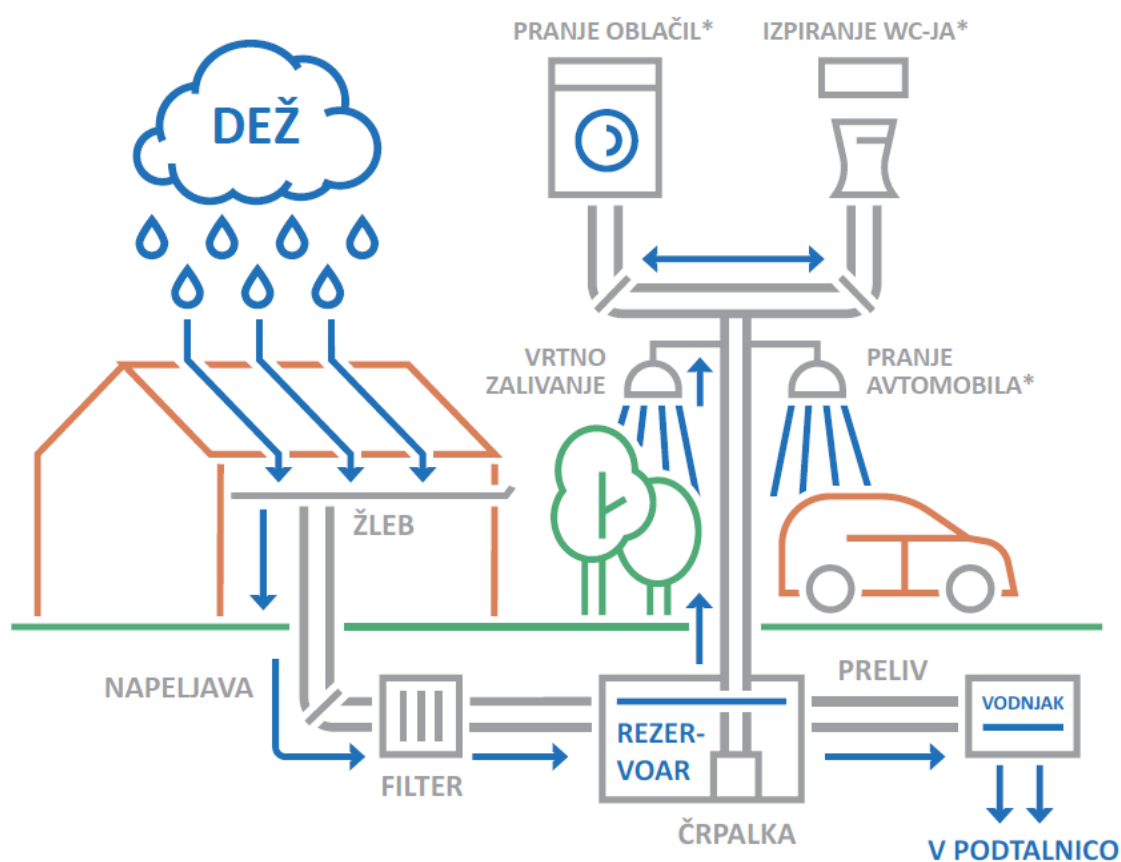 PRANJE OBLAČIL*
IZPIRANJE WC-JA*
DEŽ
VRTNO
ZALIVANJE
PRANJE
AVTOMOBILA*
ŽLEB
NAPELJAVA
FILTER
REZER-
VOAR
ČRPALKA
PRELIV
VODNJAK
V PODTALNICO